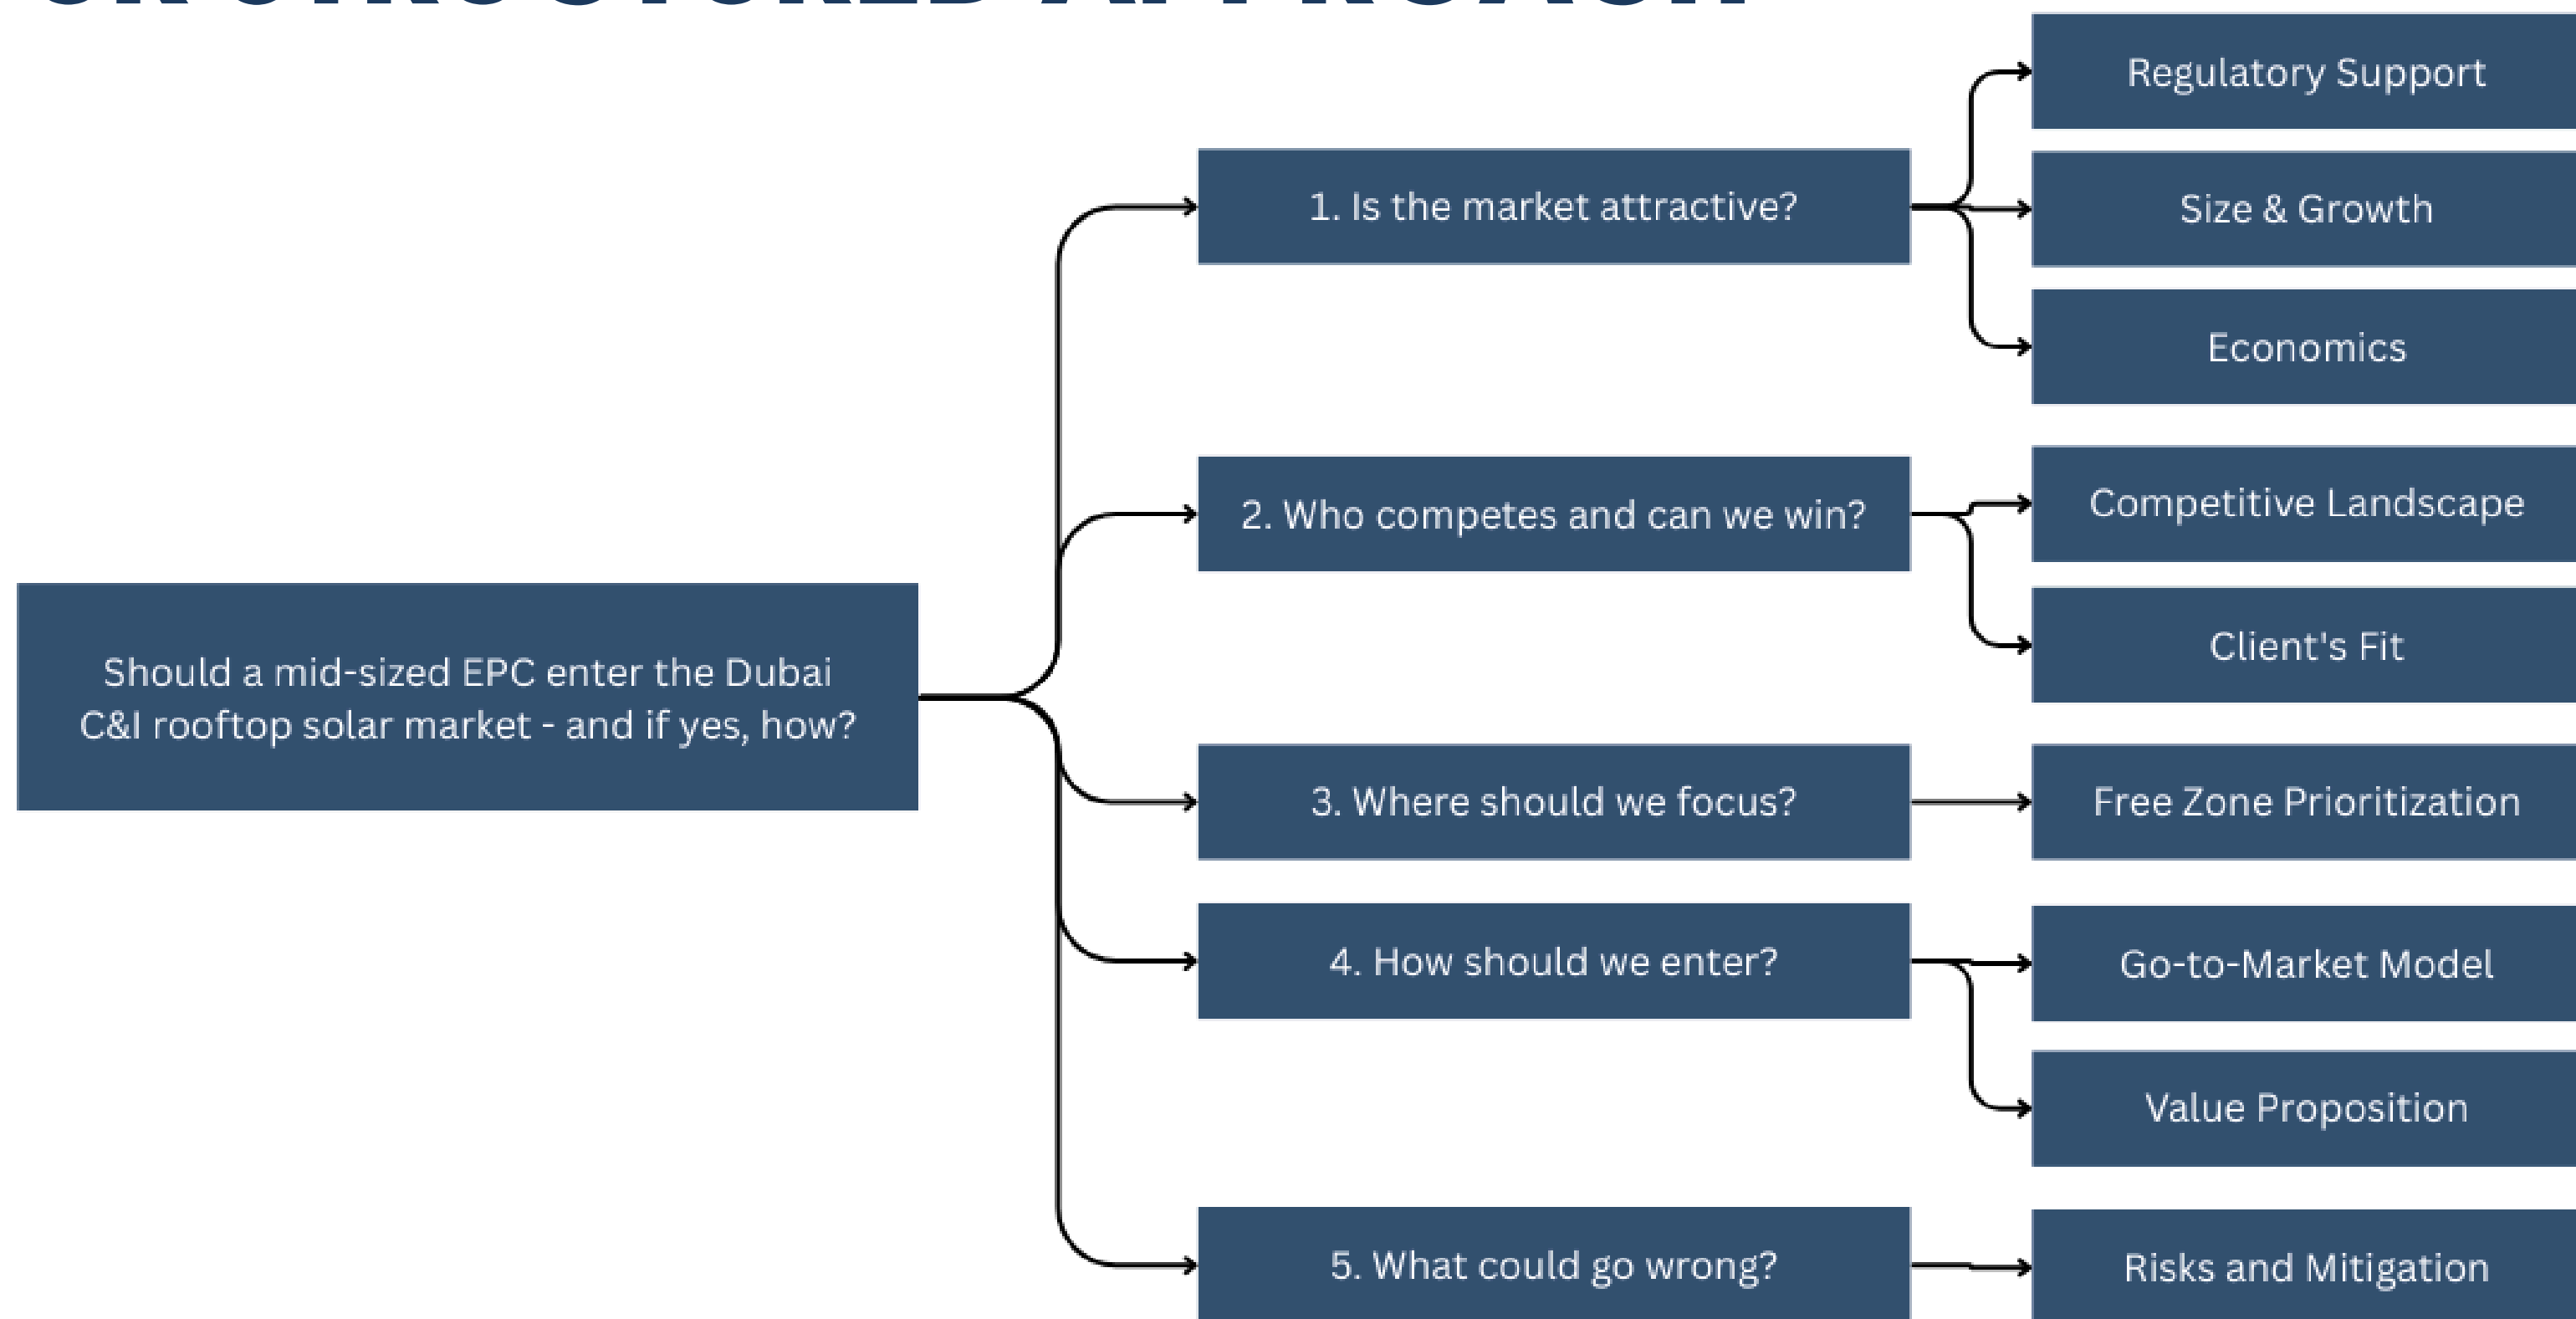 STRUCTURED APPROACH
Should a mid-sized EPC enter the Dubai
C&I rooftop solar market - and if yes, how?
1. Is the market attractive?
Regulatory Support
Size & Growth
Economics
2. Who competes and can we win?
Competitive Landscape
Client's Fit
3. Where should we focus?
Free Zone Prioritization
4. How should we enter?
Go-to-Market Model
Value Proposition
5. What could go wrong?
Risks and Mitigation